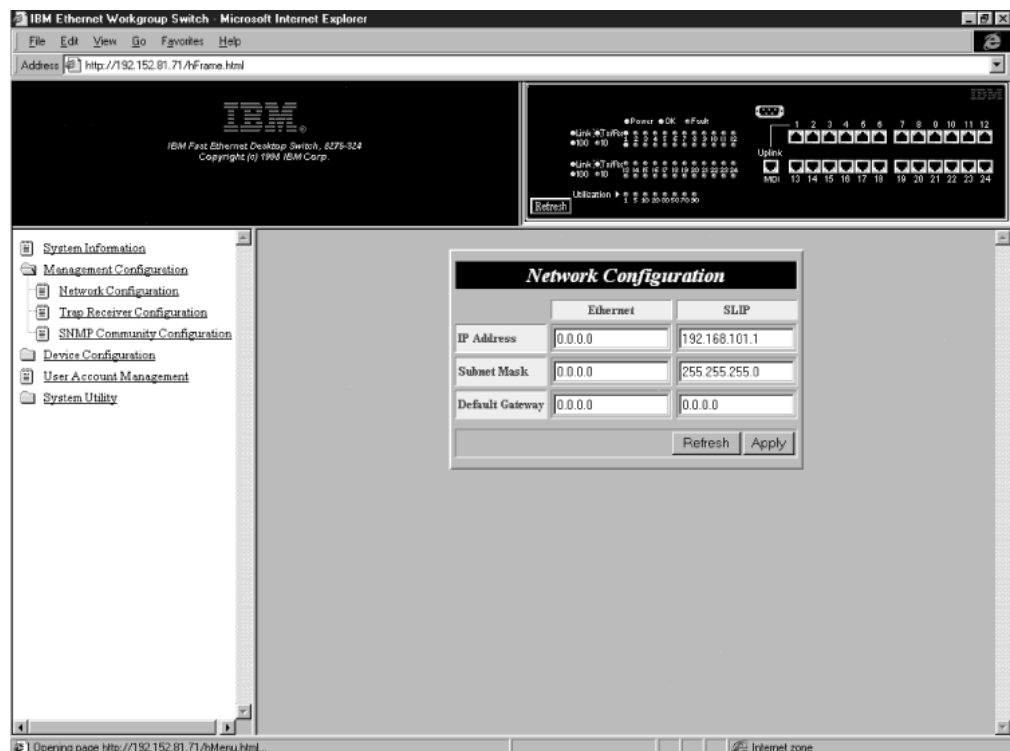 IBM Ethernet Workgroup Switch - Microsoft Internet Explorer
File Edit View Go Favorites Help
Address http://192.152.81.71/hFrame.html
IBM
IBM Fast Ethernet Desktop Switch, 8275-324
Copyright (c) 1998 IBM Corp.
IBM
Power OK Fault
Link Tx/Rx
100 10
1 2 3 4 5 6 7 8 9 10 11 12
Uplink
Link Tx/Rx
100 10
MDI 13 14 15 16 17 18 19 20 21 22 23 24
Utilization
Refresh
System Information
Management Configuration
Network Configuration
Trap Receiver Configuration
SNMP Community Configuration
Device Configuration
User Account Management
System Utility
Network Configuration
Ethernet SLIP
IP Address 0.0.0.0 192.168.101.1
Subnet Mask 0.0.0.0 255.255.255.0
Default Gateway 0.0.0.0 0.0.0.0
Refresh Apply
Opening page http://192.152.81.71/hMenu.html...
Internet zone